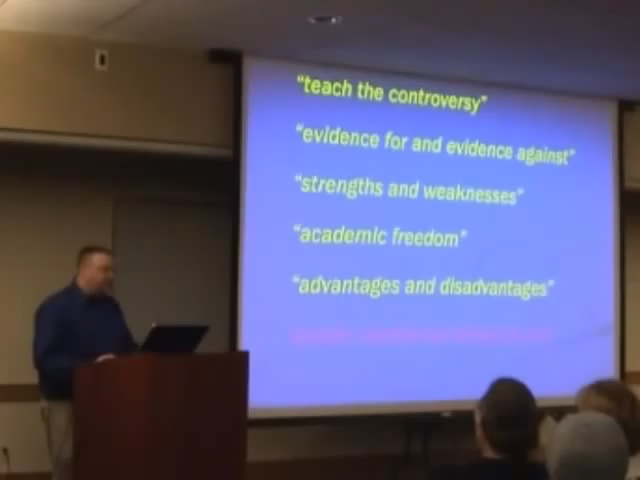 “teach the controversy”
“evidence for and evidence against”
“strengths and weaknesses”
“academic freedom”
“advantages and disadvantages”